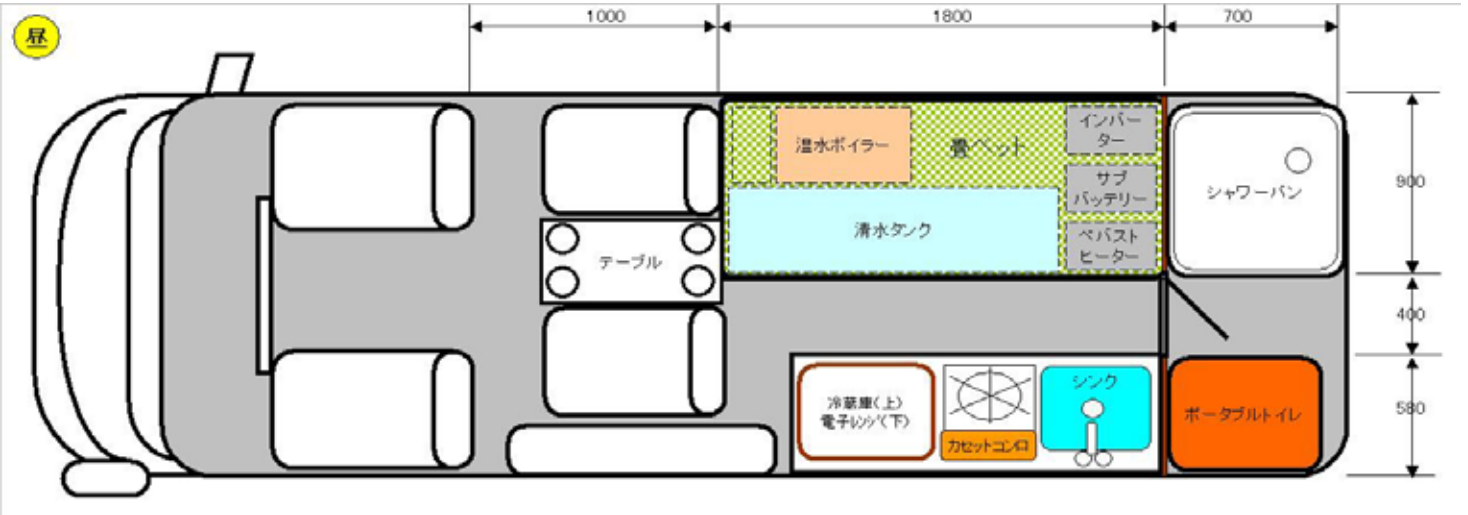 昼
1000
1800
700
温水ボイラー
畳ベット
インバー
ター
サブ
バッテリー
ベバスト
ヒーター
清水タンク
シャワーパン
テーブル
冷蔵庫(上)
電子レンジ(下)
カセットコンロ
シンク
ポータブルトイレ
900
400
580